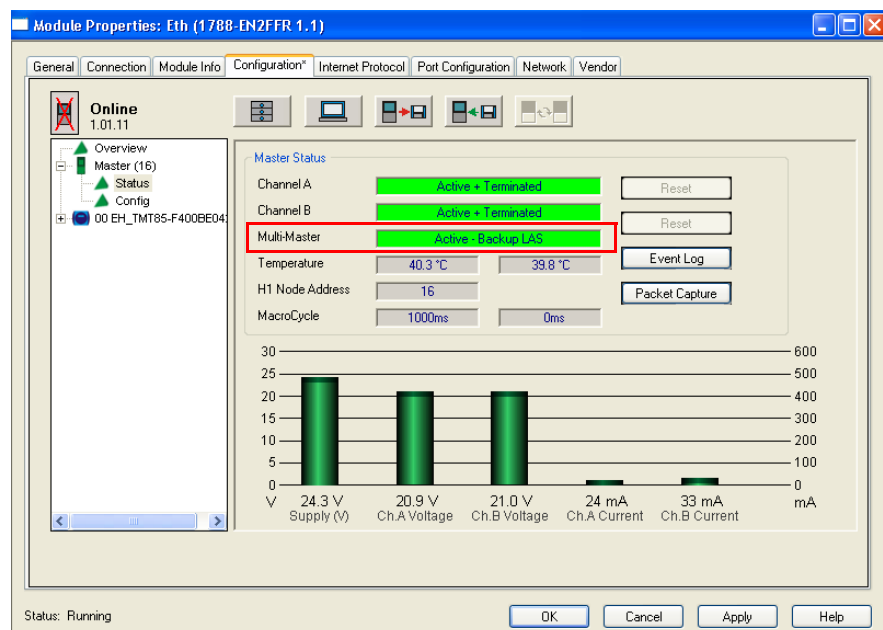 Module Properties: Eth (1788-EN2FFR 1.1)
General Connection Module Info Configuration* Internet Protocol Port Configuration Network Vendor
Online
1.01.11
Overview
Master (16)
Status
Config
00 EH_TMT85-F400BE04
Master Status
Channel A Active + Terminated Reset
Channel B Active + Terminated Reset
Multi-Master Active - Backup LAS
Temperature 40.3 °C 39.8 °C Event Log
H1 Node Address 16 Packet Capture
MacroCycle 1000ms 0ms
30 600
25 500
20 400
15 300
10 200
5 100
0 0
V 24.3 V 20.9 V 21.0 V 24 mA 33 mA mA
Supply (V) Ch.A Voltage Ch.B Voltage Ch.A Current Ch.B Current
Status: Running
OK Cancel Apply Help